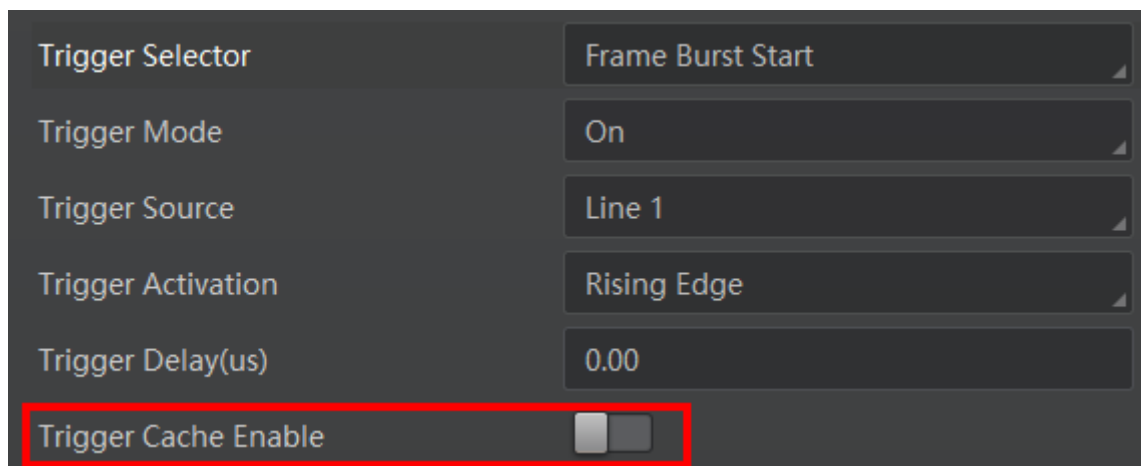 Trigger Selector Frame Burst Start
Trigger Mode On
Trigger Source Line 1
Trigger Activation Rising Edge
Trigger Delay(us) 0.00
Trigger Cache Enable